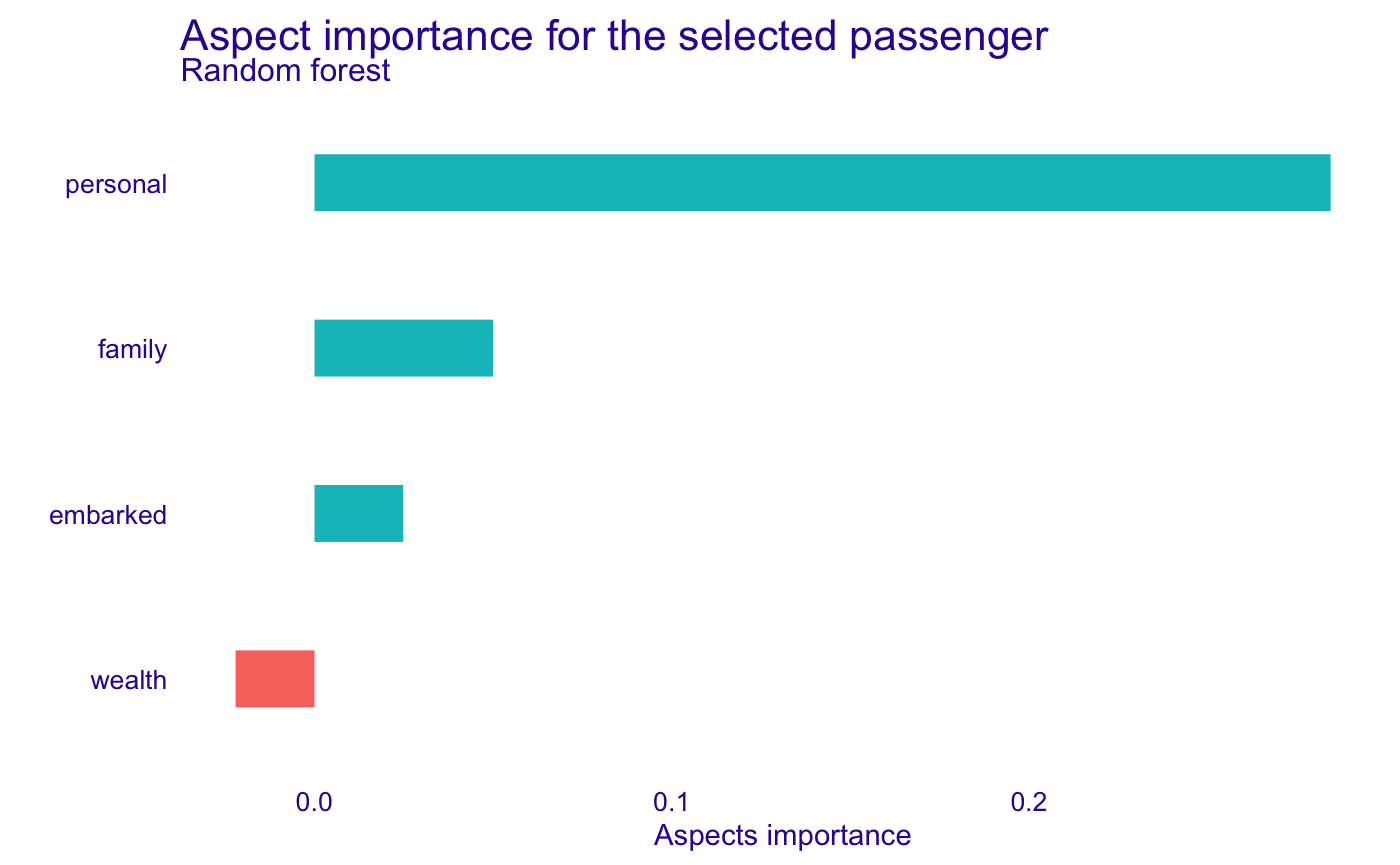 Aspect importance for the selected passenger
Random forest
personal
family
embarked
wealth
0.0 0.1 0.2
Aspects importance